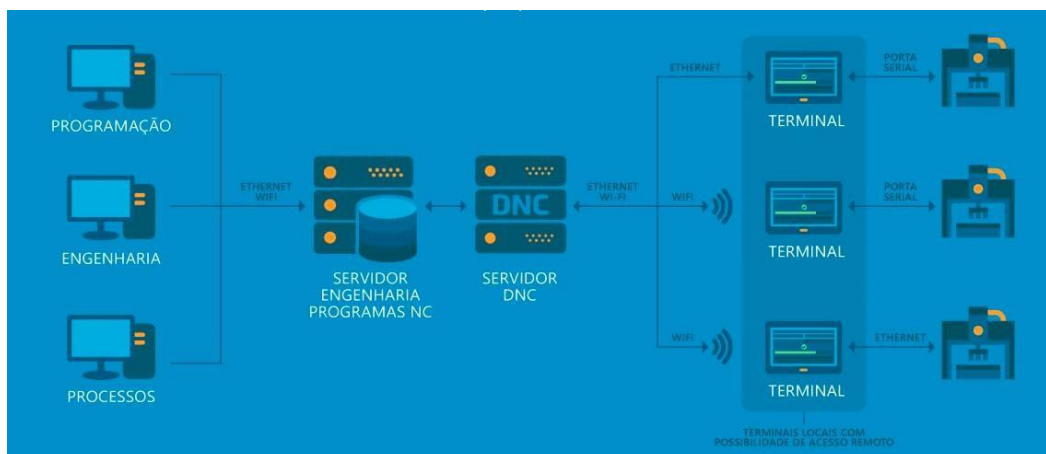 ETHERNET
PORTA
SERIAL
PROGRAMAÇÃO
TERMINAL
ETHERNET
WIFI
DNC
ETHERNET
WI-FI
WIFI
PORTA
SERIAL
ENGENHARIA
TERMINAL
SERVIDOR
ENGENHARIA
PROGRAMAS NC
SERVIDOR
DNC
WIFI
ETHERNET
PROCESSOS
TERMINAL
TERMINAIS LOCAIS COM
POSSIBILIDADE DE ACESSO REMOTO